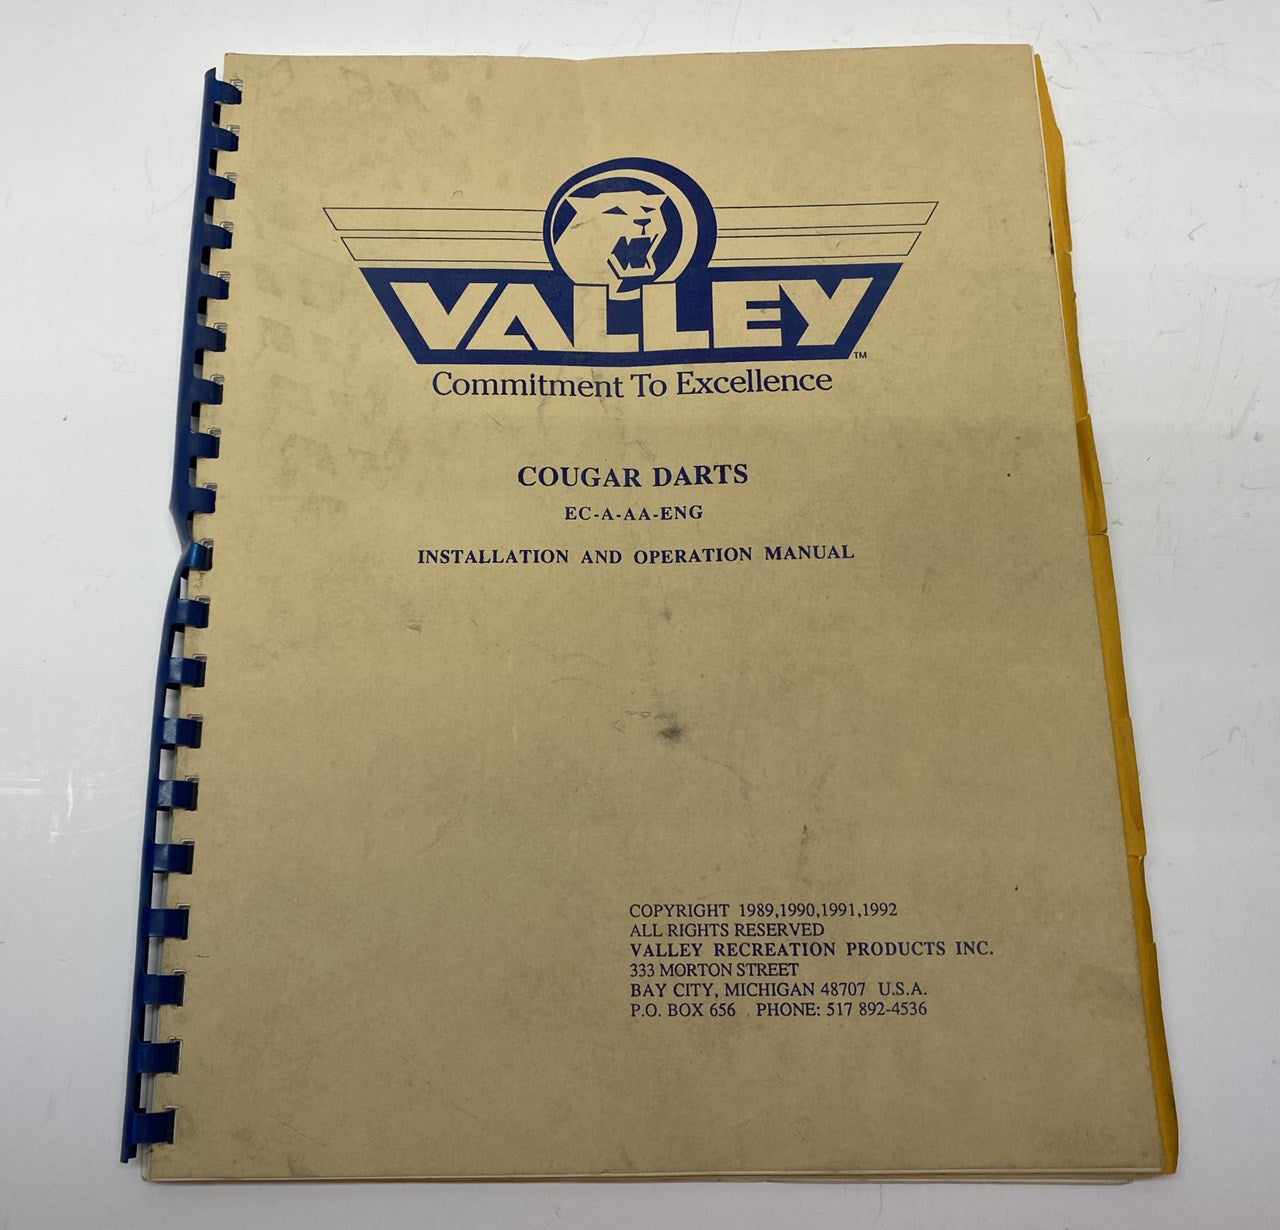 VALLEY
TM
Commitment To Excellence
COUGAR DARTS
EC-A-AA-ENG
INSTALLATION AND OPERATION MANUAL
COPYRIGHT 1989,1990,1991,1992
ALL RIGHTS RESERVED
VALLEY RECREATION PRODUCTS INC.
333 MORTON STREET
BAY CITY, MICHIGAN 48707 U.S.A.
P.O. BOX 656 PHONE: 517 892-4536